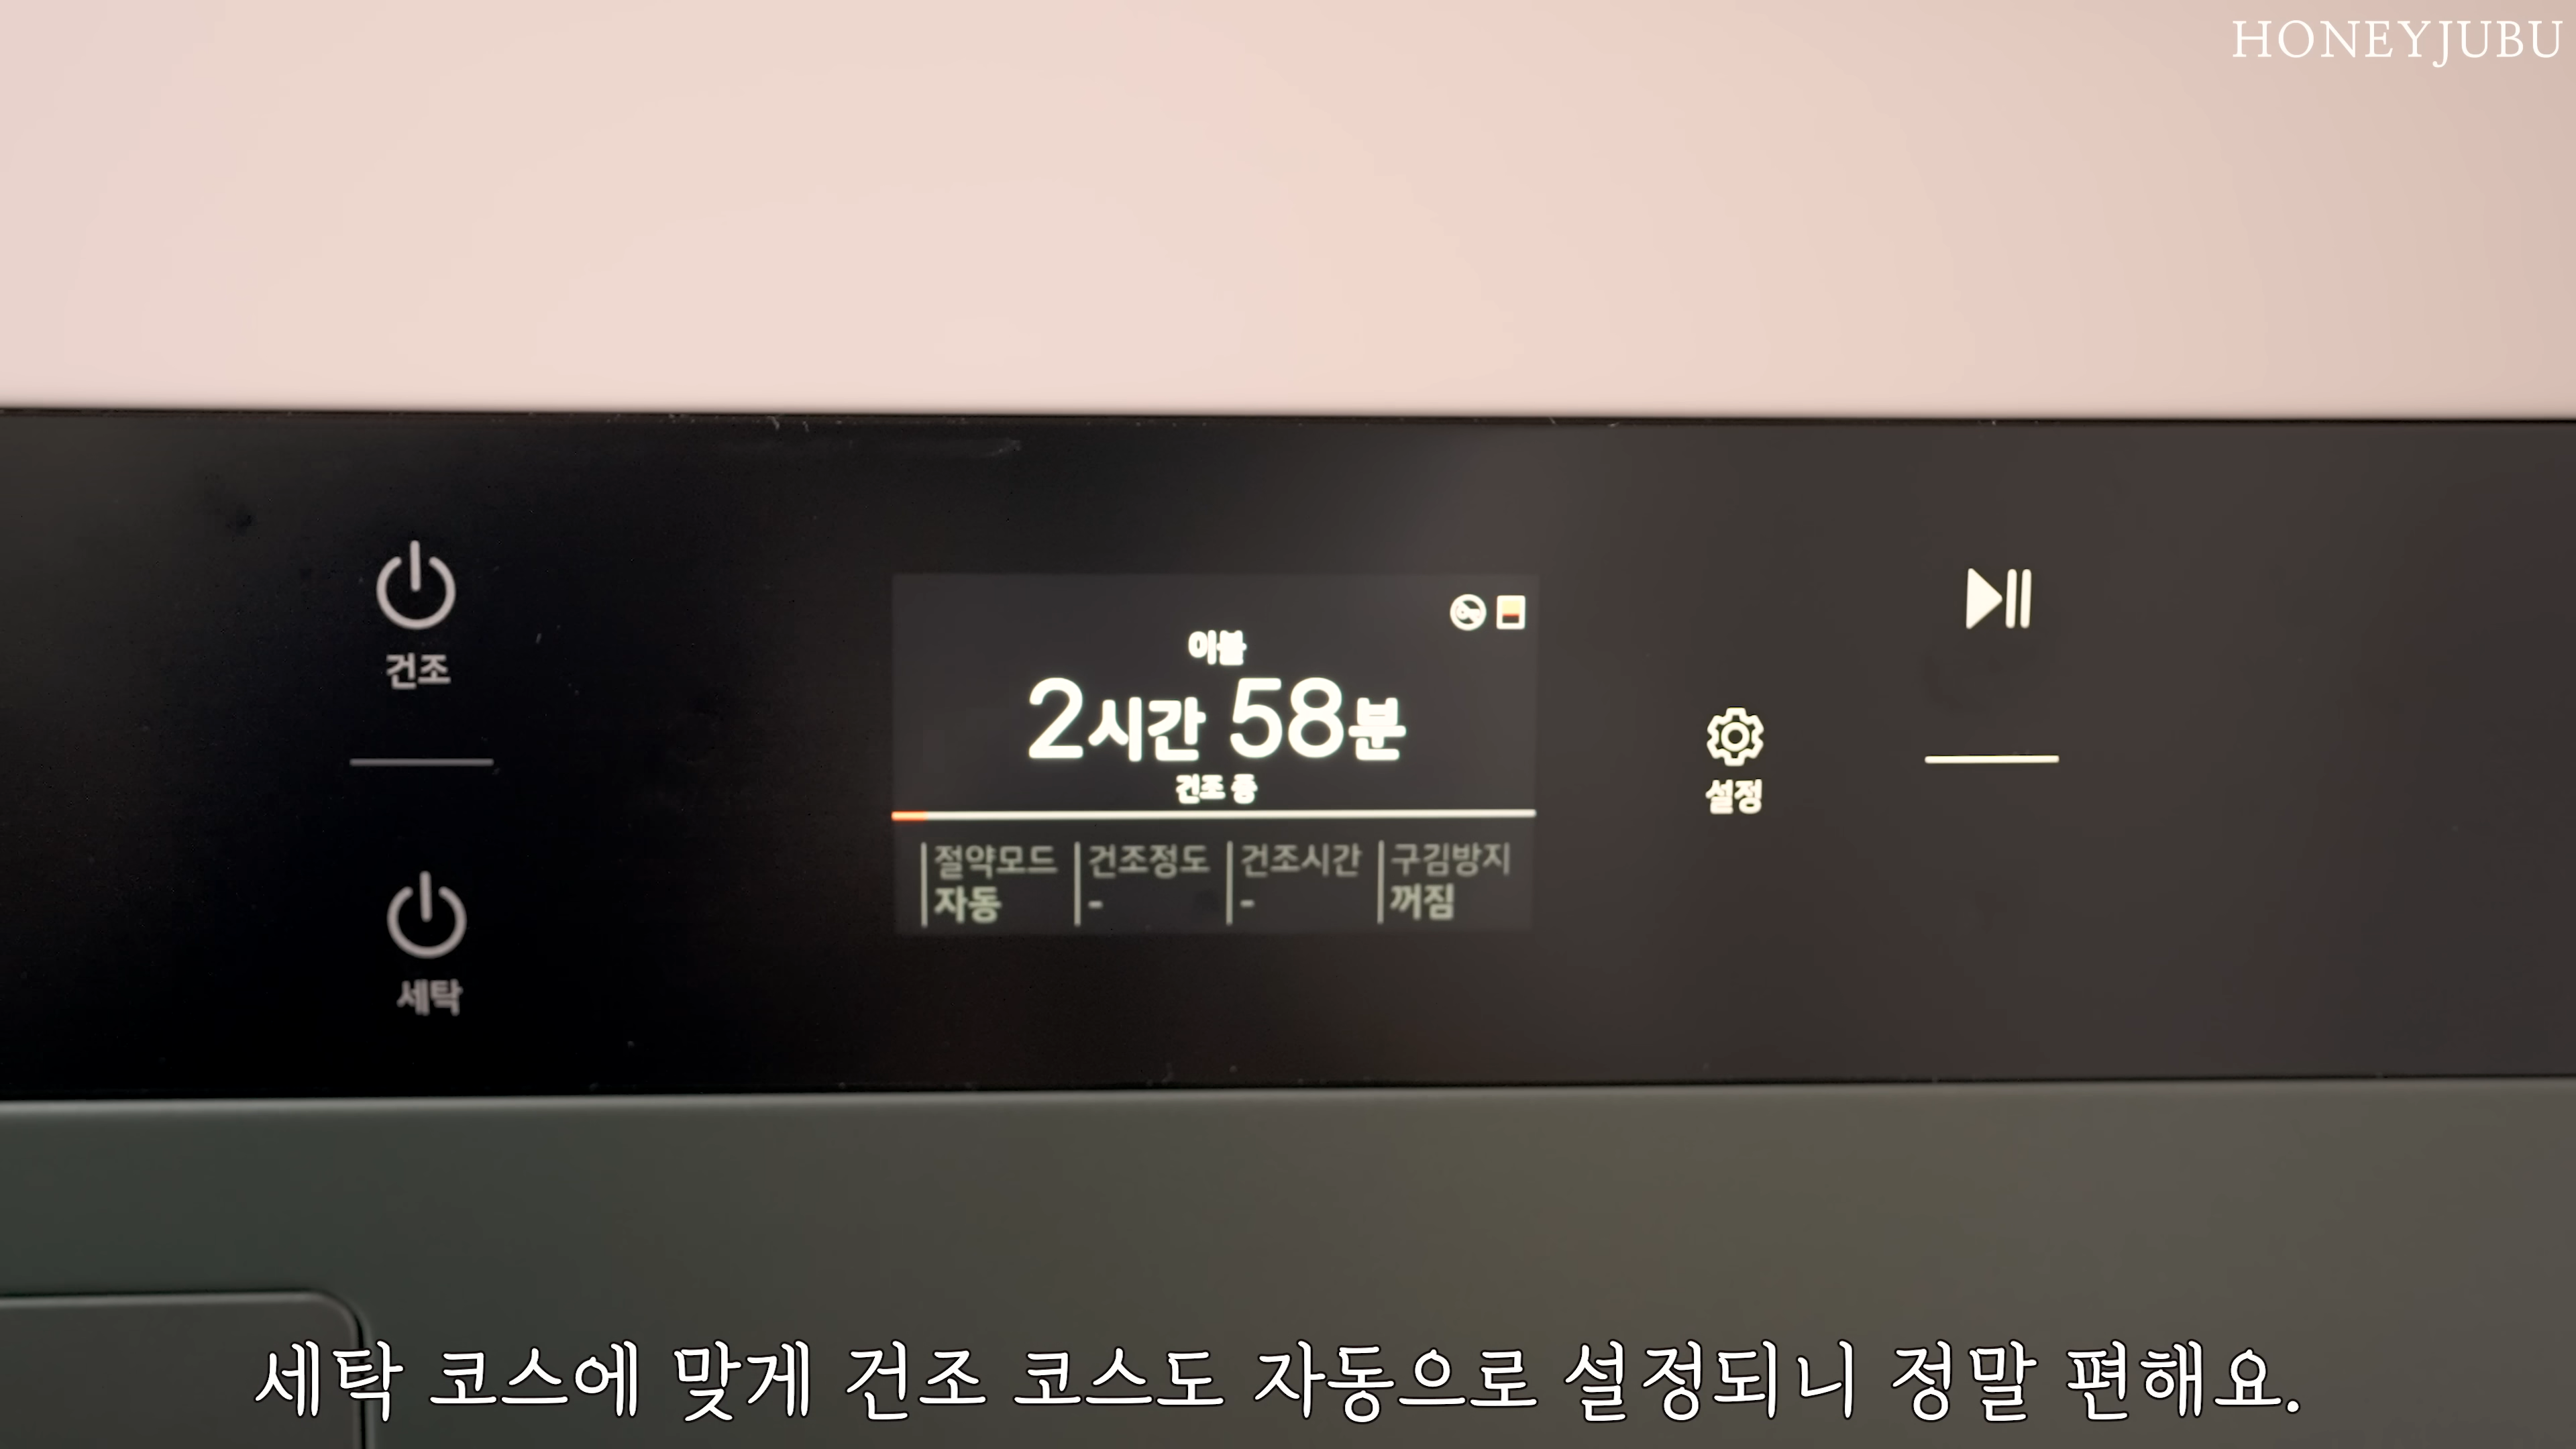 HONEYJUBU
건조
세탁
이불
2시간 58분
건조 중
절약모드 건조정도 건조시간 구김방지
자동 - - 꺼짐
설정
세탁 코스에 맞게 건조 코스도 자동으로 설정되니 정말 편해요.